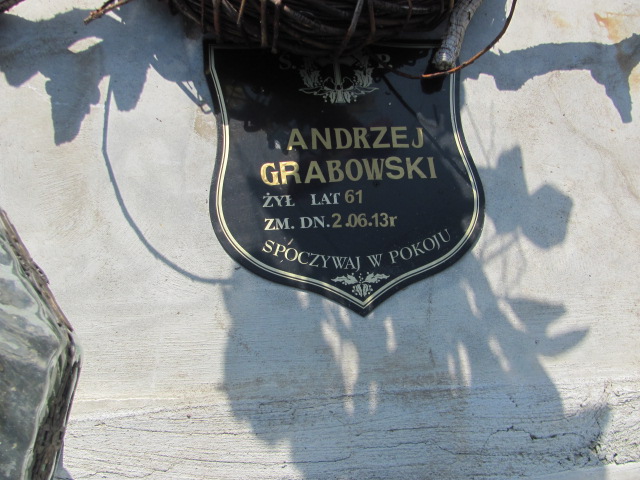 S. P.
ANDRZEJ
GRABOWSKI
ŻYŁ LAT 61
ZM. DN. 2.06.13r
SPOCZYWAJ W POKOJU